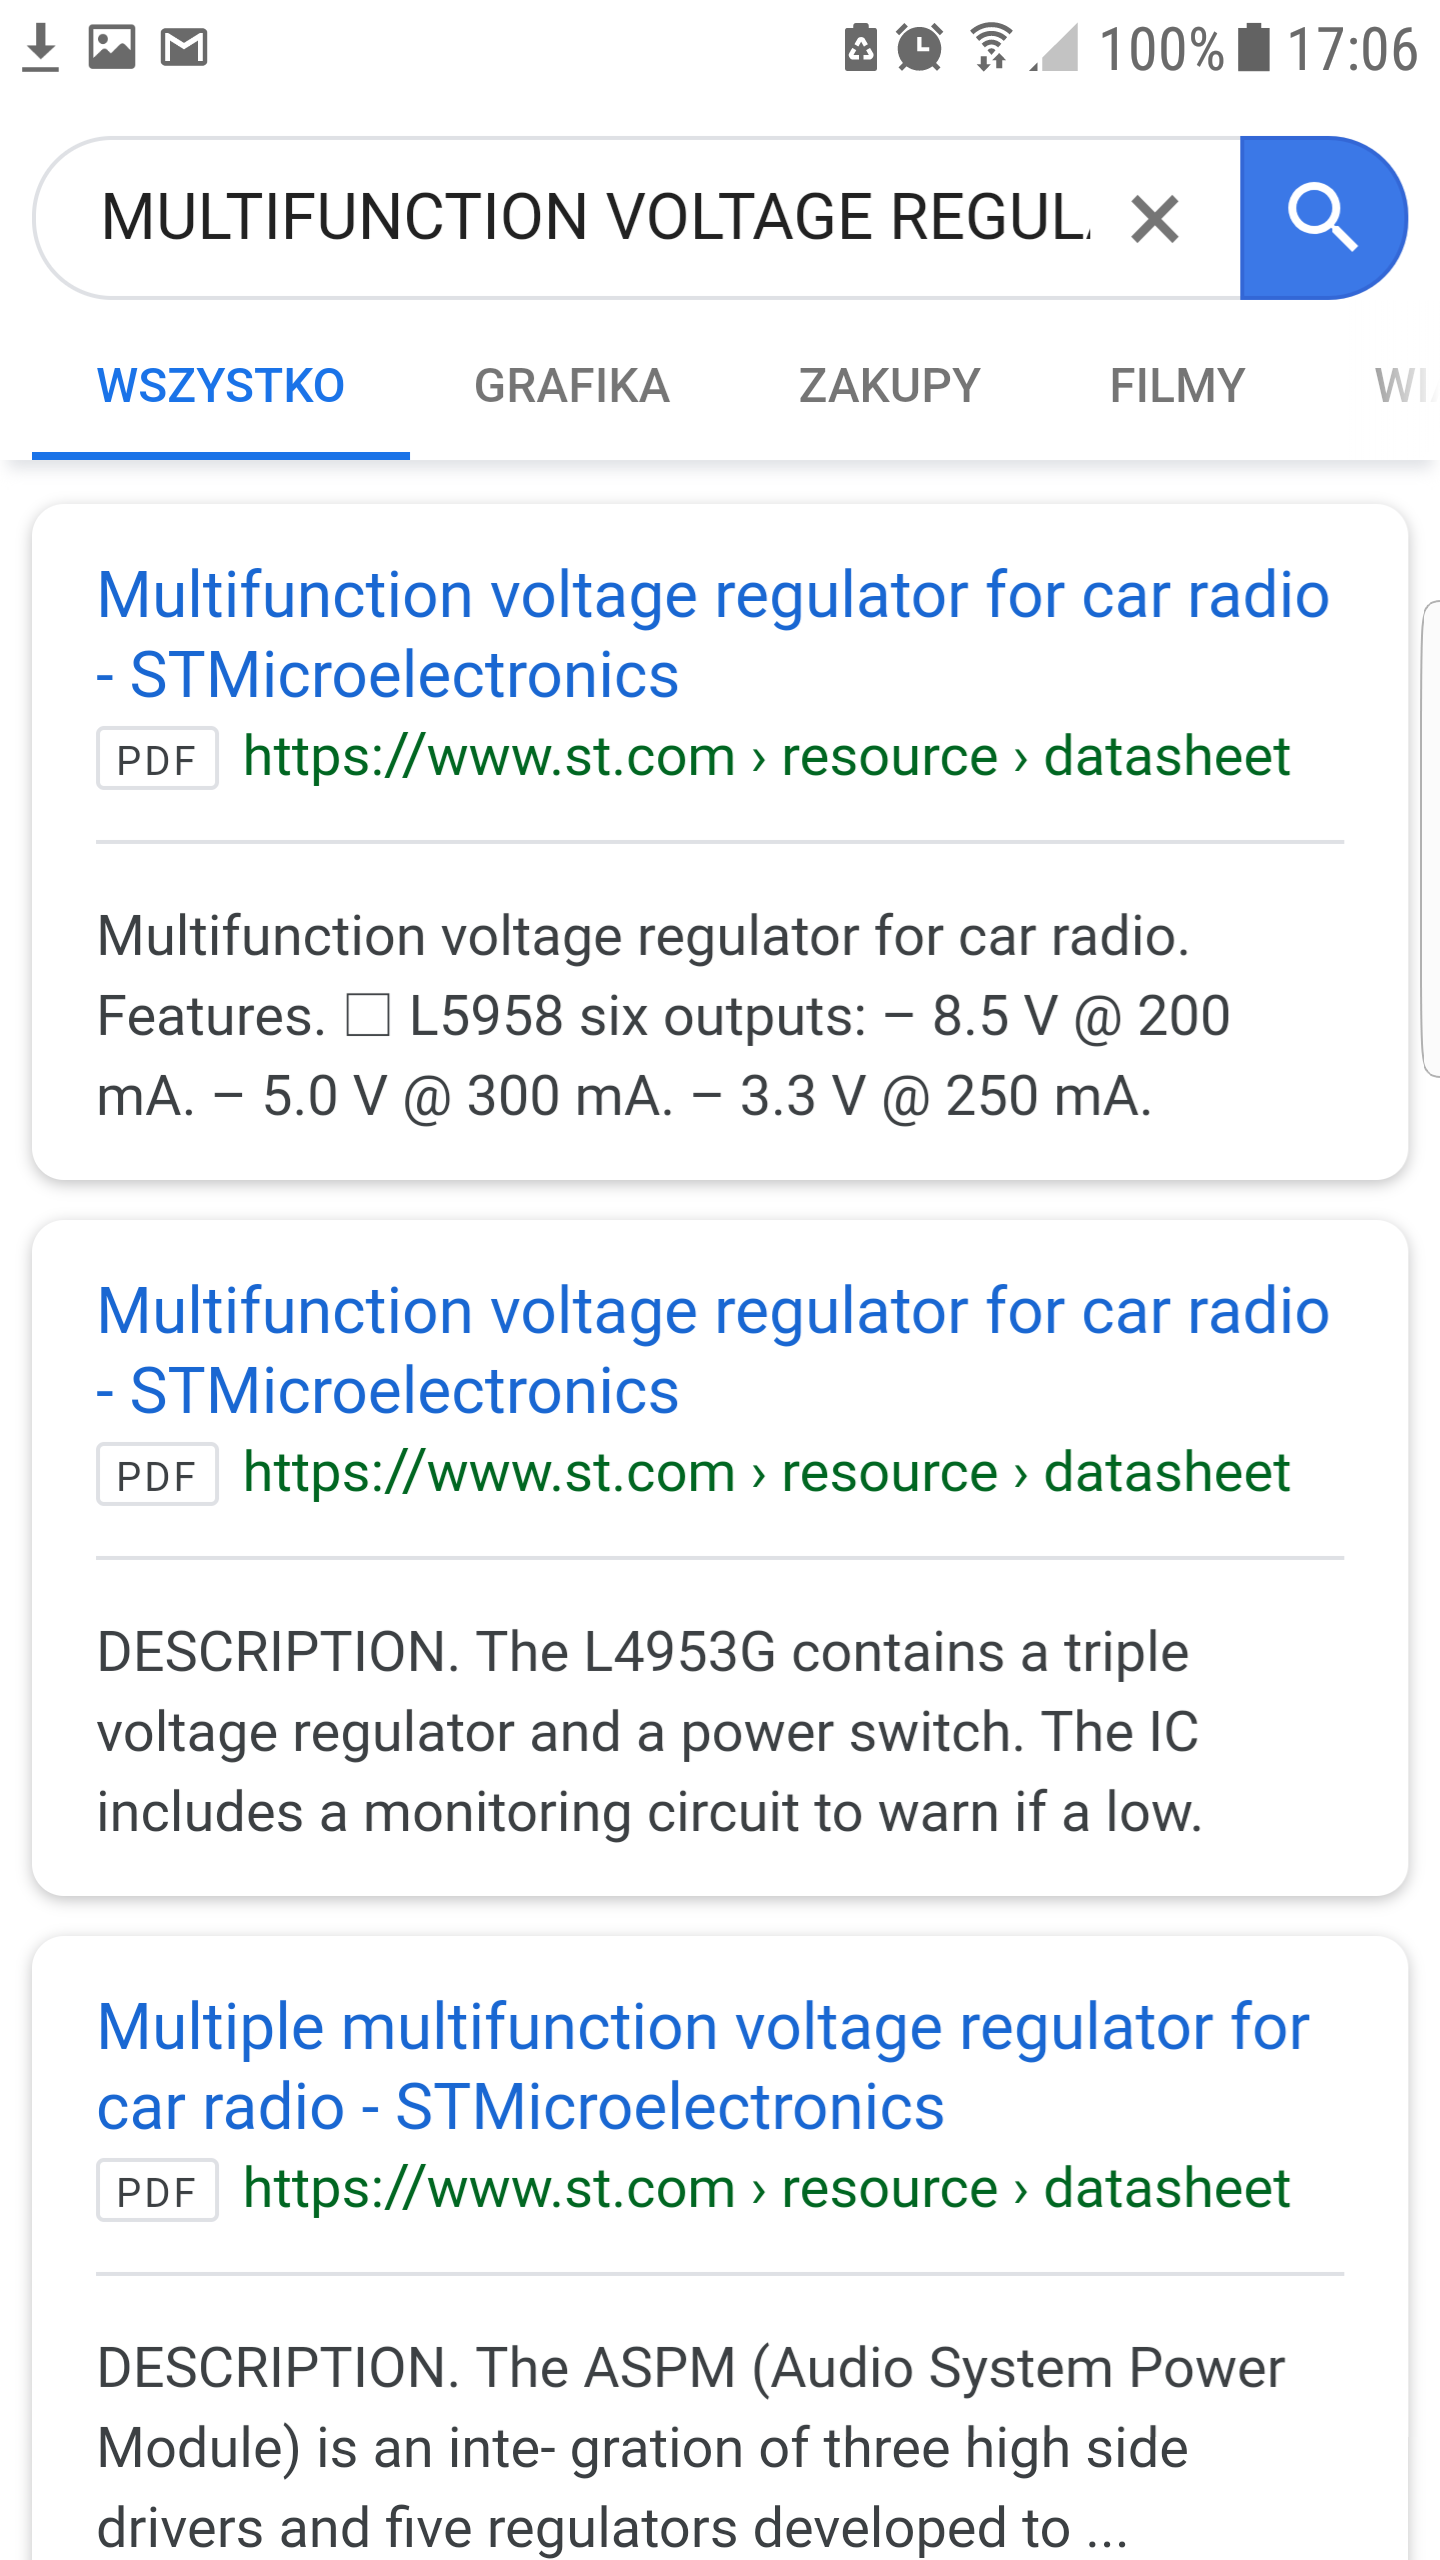 100% 17:06
MULTIFUNCTION VOLTAGE REGUL
WSZYSTKO GRAFIKA ZAKUPY FILMY
Multifunction voltage regulator for car radio
- STMicroelectronics
PDF https://www.st.com › resource › datasheet
Multifunction voltage regulator for car radio.
Features. □ L5958 six outputs: – 8.5 V @ 200
mA. – 5.0 V @ 300 mA. – 3.3 V @ 250 mA.
Multifunction voltage regulator for car radio
- STMicroelectronics
PDF https://www.st.com › resource › datasheet
DESCRIPTION. The L4953G contains a triple
voltage regulator and a power switch. The IC
includes a monitoring circuit to warn if a low.
Multiple multifunction voltage regulator for
car radio - STMicroelectronics
PDF https://www.st.com › resource › datasheet
DESCRIPTION. The ASPM (Audio System Power
Module) is an inte- gration of three high side
drivers and five regulators developed to ...